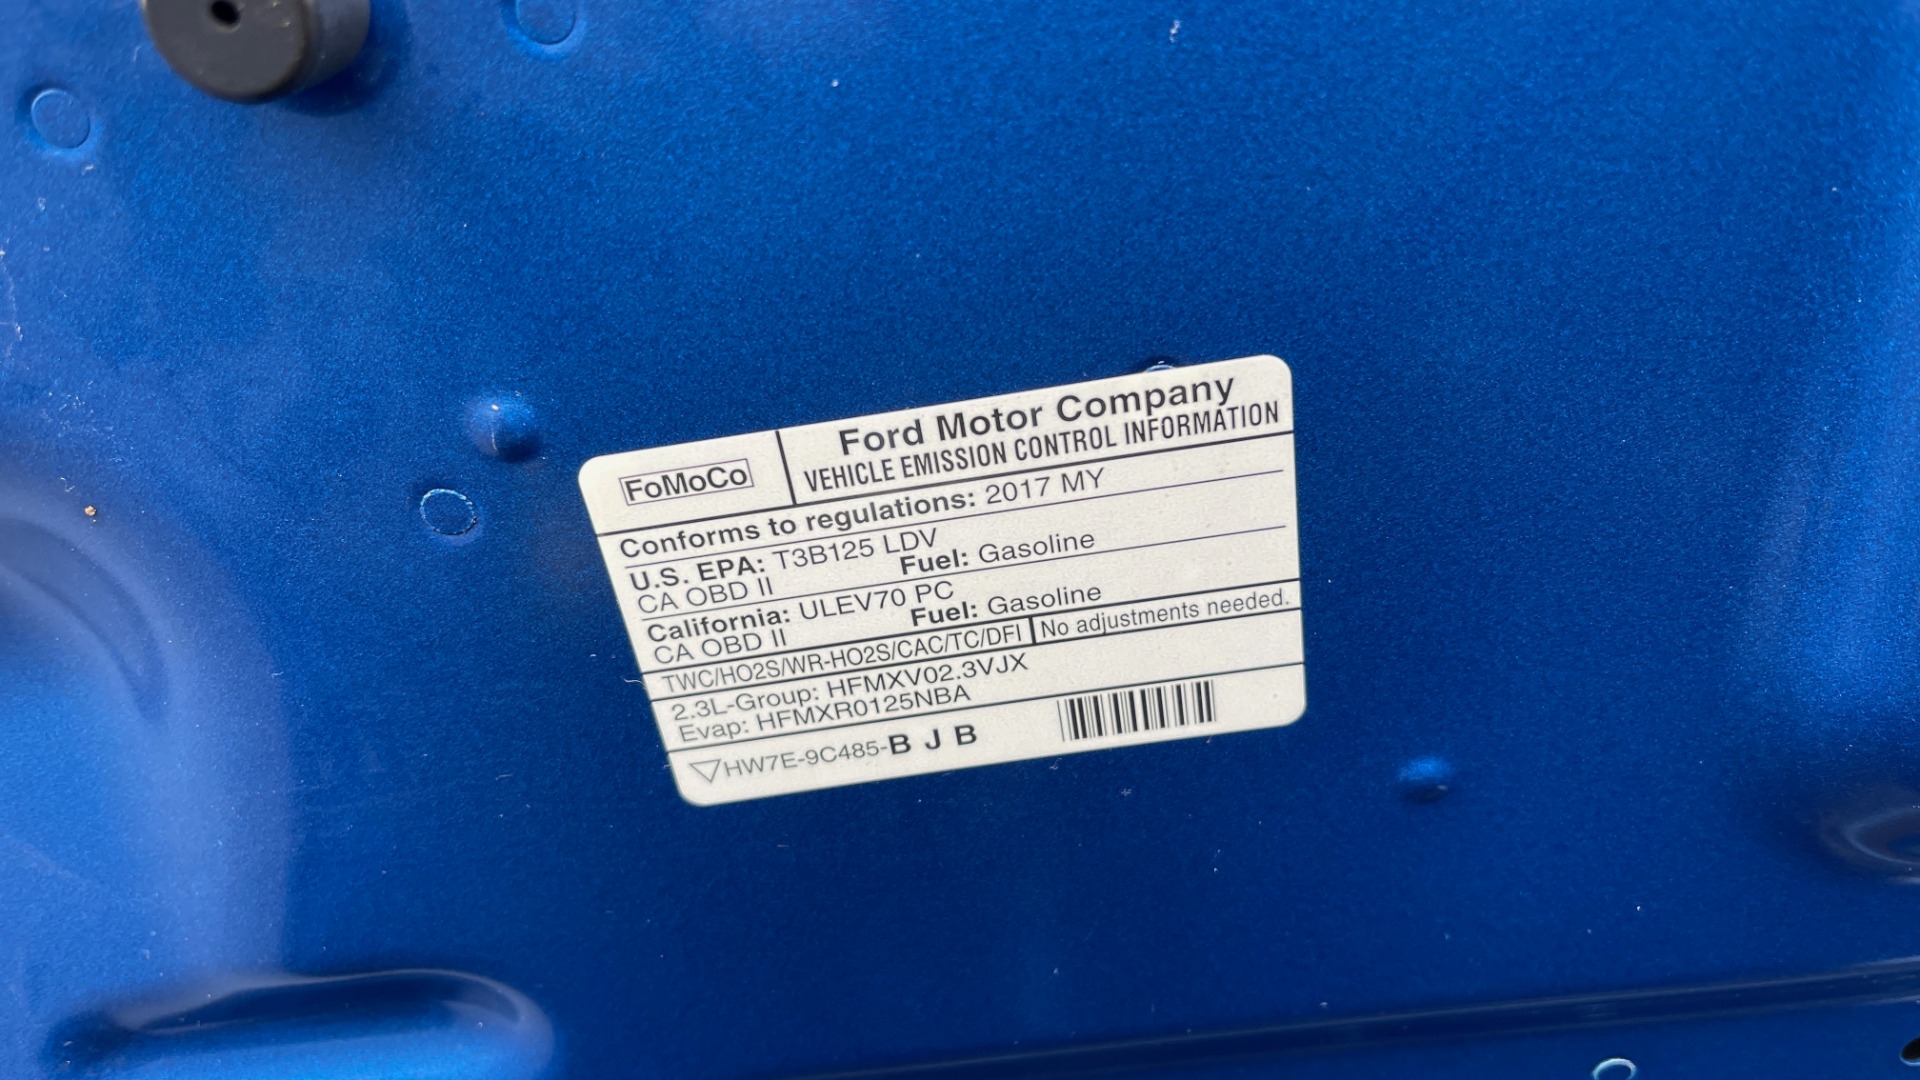 FoMoCo
Ford Motor Company
VEHICLE EMISSION CONTROL INFORMATION
Conforms to regulations: 2017 MY
U.S. EPA: T3B125 LDV
CA OBD II Fuel: Gasoline
California: ULEV70 PC
CA OBD II Fuel: Gasoline
TWC/HO2S/WR-HO2S/CAC/TC/DFI No adjustments needed.
2.3L-Group: HFMXV02.3VJX
Evap: HFMXR0125NBA
HW7E-9C485-B J B